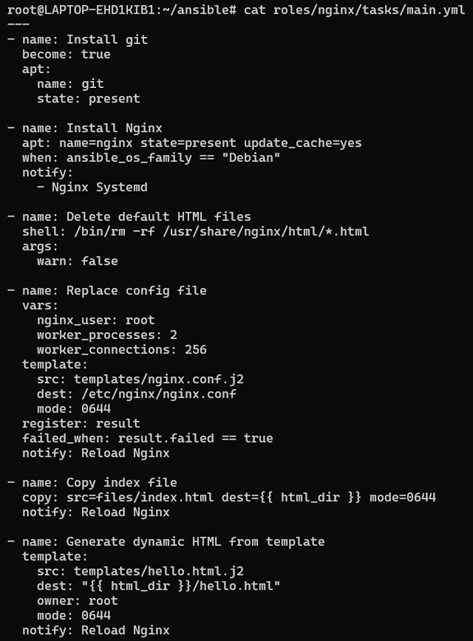 root@LAPTOP-EHD1KIB1:~/ansible# cat roles/nginx/tasks/main.yml
---
- name: Install git
  become: true
  apt:
    name: git
    state: present

- name: Install Nginx
  apt: name=nginx state=present update_cache=yes
  when: ansible_os_family == "Debian"
  notify:
    - Nginx Systemd

- name: Delete default HTML files
  shell: /bin/rm -rf /usr/share/nginx/html/*.html
  args:
    warn: false

- name: Replace config file
  vars:
    nginx_user: root
    worker_processes: 2
    worker_connections: 256
  template:
    src: templates/nginx.conf.j2
    dest: /etc/nginx/nginx.conf
    mode: 0644
  register: result
  failed_when: result.failed == true
  notify: Reload Nginx

- name: Copy index file
  copy: src=files/index.html dest={{ html_dir }} mode=0644
  notify: Reload Nginx

- name: Generate dynamic HTML from template
  template:
    src: templates/hello.html.j2
    dest: "{{ html_dir }}/hello.html"
    owner: root
    mode: 0644
  notify: Reload Nginx